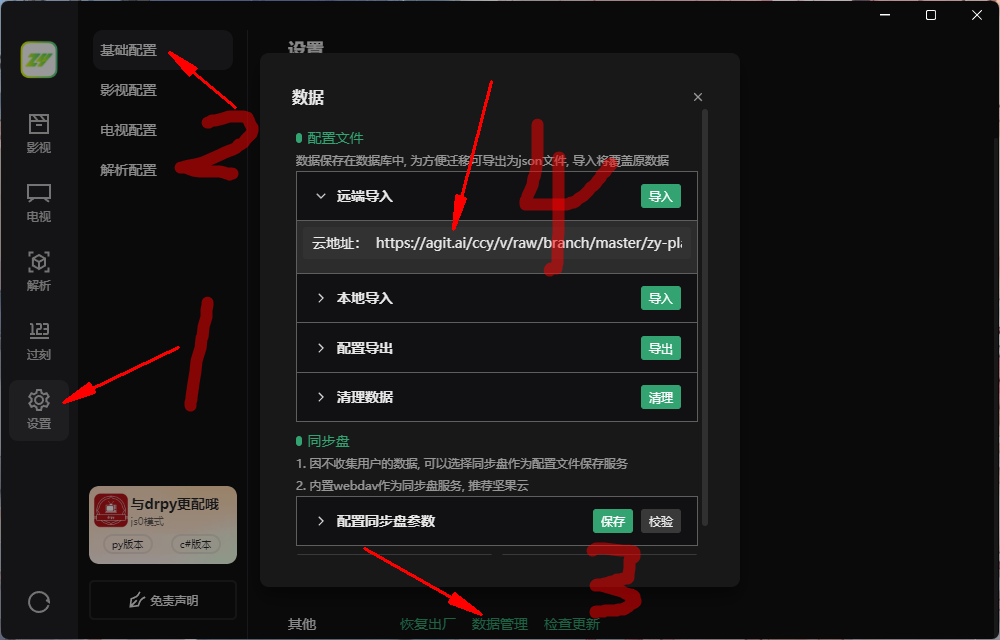 ZY
影视
电视
解析
123
过刻
设置
基础配置
影视配置
电视配置
解析配置
与drpy更配哦
js0模式
py版本
c#版本
免责声明
设置
数据
配置文件
数据保存在数据库中, 为方便迁移可导出为json文件, 导入将覆盖原数据
远端导入 导入
云地址： https://agit.ai/ccy/v/raw/branch/master/zy-pl
本地导入 导入
配置导出 导出
清理数据 清理
同步盘
1. 因不收集用户的数据, 可以选择同步盘作为配置文件保存服务
2. 内置webdav作为同步盘服务, 推荐坚果云
配置同步盘参数 保存 校验
其他 恢复出厂 数据管理 检查更新
1
2
3
4